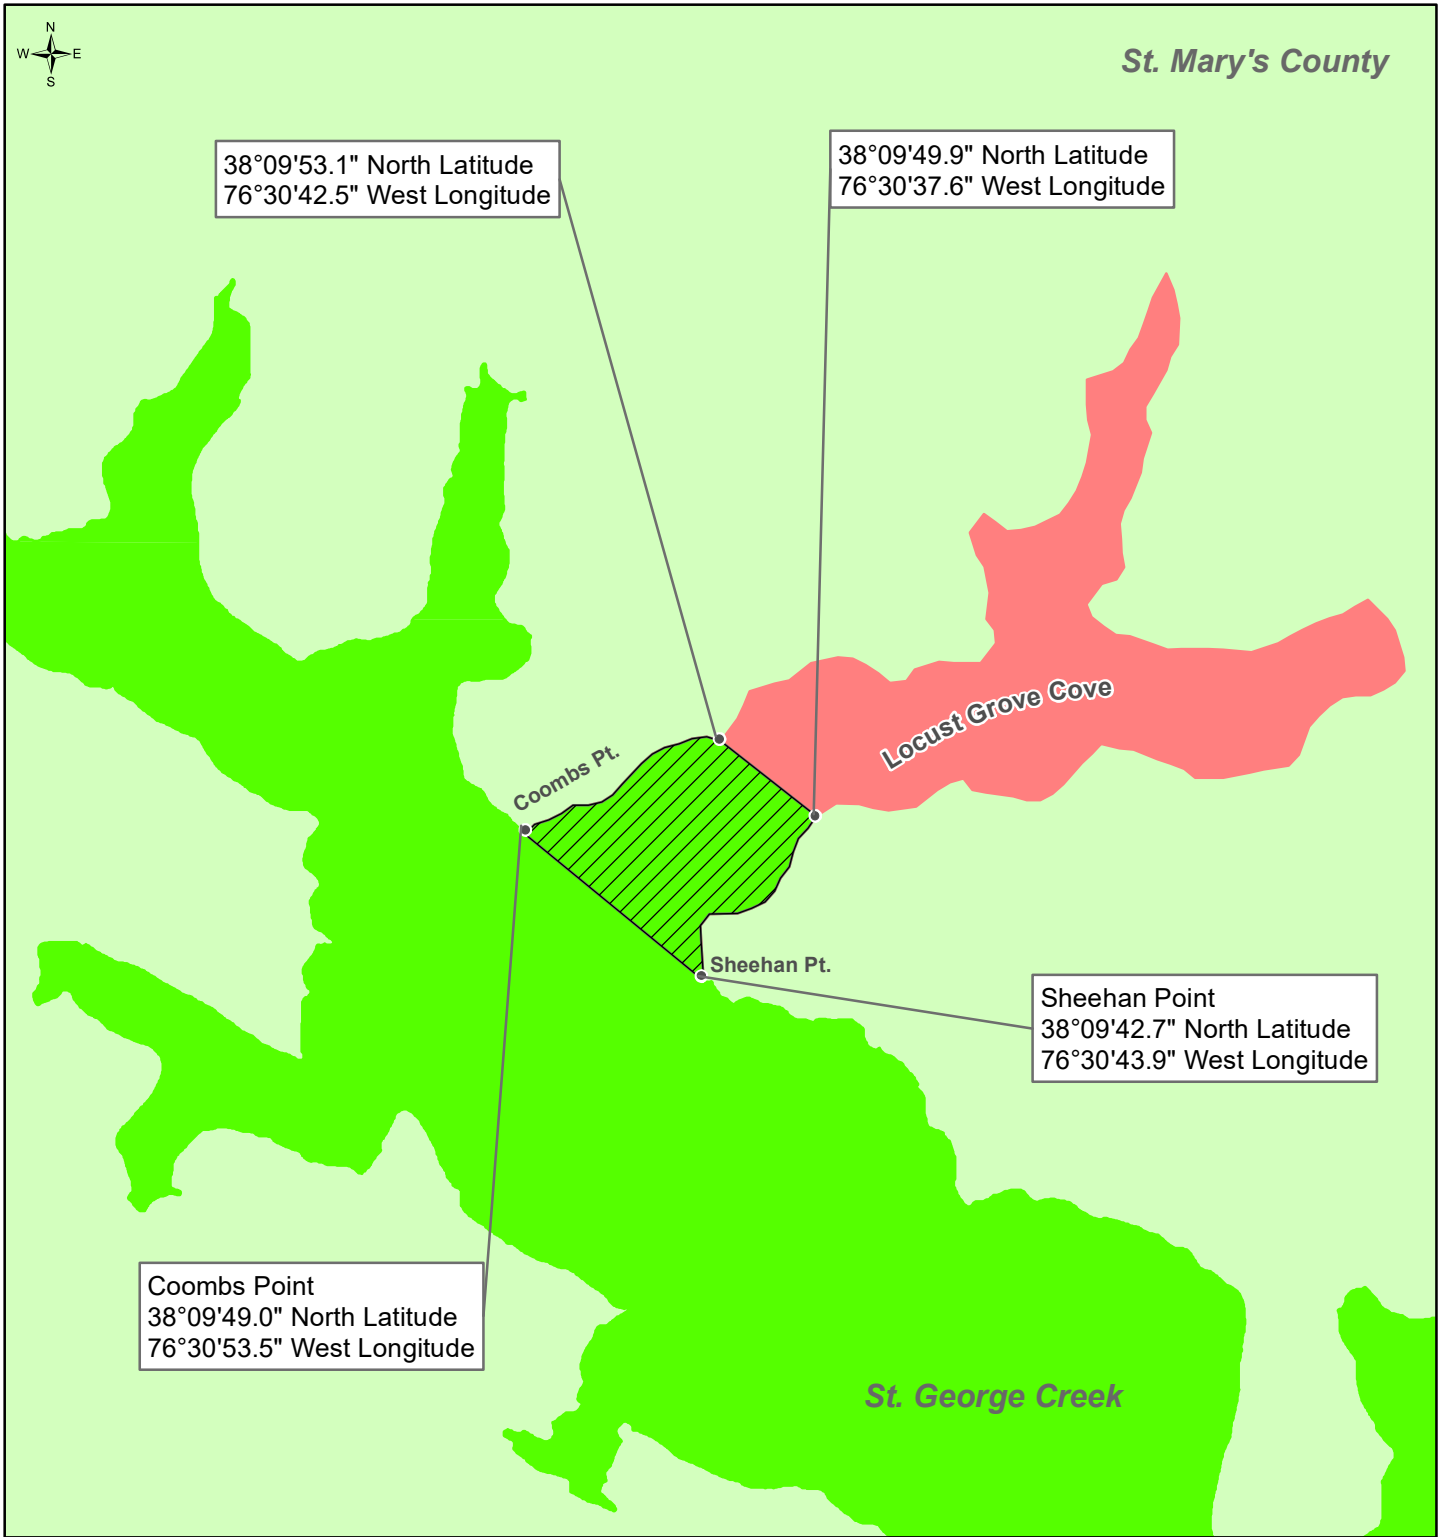 N
W E
S
St. Mary's County
38°09'53.1" North Latitude
76°30'42.5" West Longitude
38°09'49.9" North Latitude
76°30'37.6" West Longitude
Locust Grove Cove
Coombs Pt.
Sheehan Pt.
Sheehan Point
38°09'42.7" North Latitude
76°30'43.9" West Longitude
Coombs Point
38°09'49.0" North Latitude
76°30'53.5" West Longitude
St. George Creek